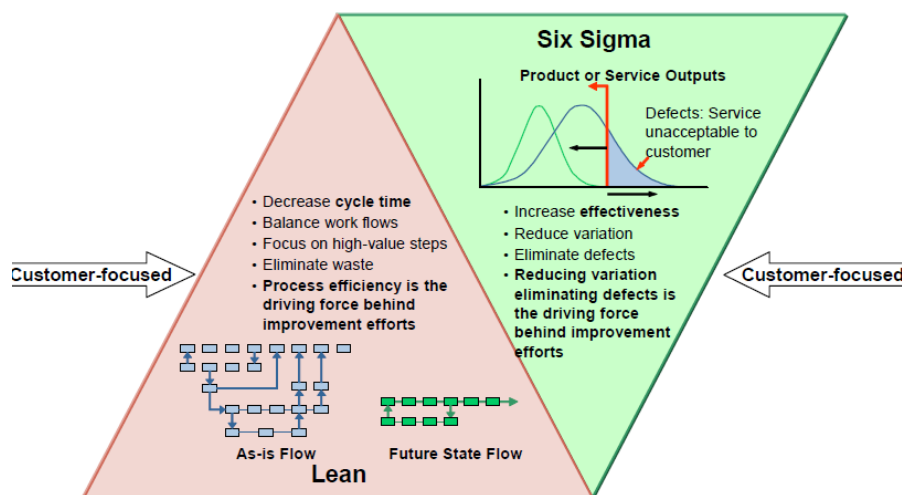 Six Sigma
Product or Service Outputs
Defects: Service
unacceptable to
customer
• Increase effectiveness
• Reduce variation
• Eliminate defects
• Reducing variation
eliminating defects is
the driving force
behind improvement
efforts
• Decrease cycle time
• Balance work flows
• Focus on high-value steps
• Eliminate waste
• Process efficiency is the
driving force behind
improvement efforts
Customer-focused
Customer-focused
As-is Flow
Future State Flow
Lean